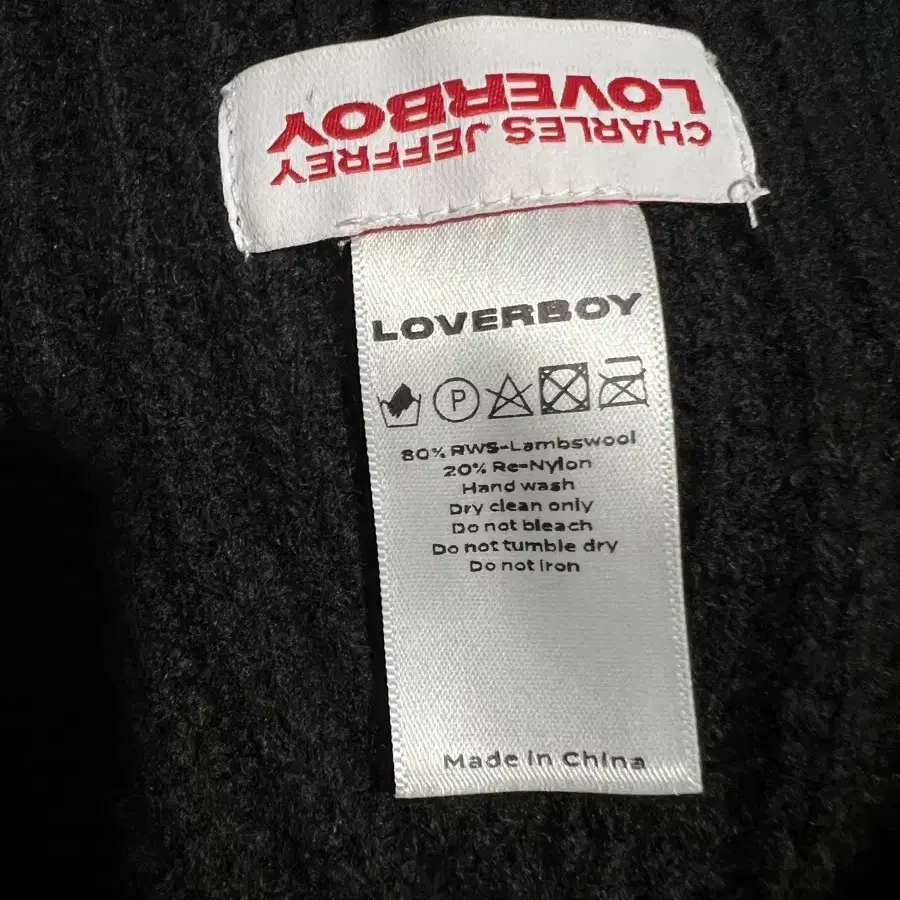 CHARLES JEFFREY
LOVERBOY
LOVERBOY
P
80% RWS-Lambswool
20% Re-Nylon
Hand wash
Dry clean only
Do not bleach
Do not tumble dry
Do not iron
Made in China